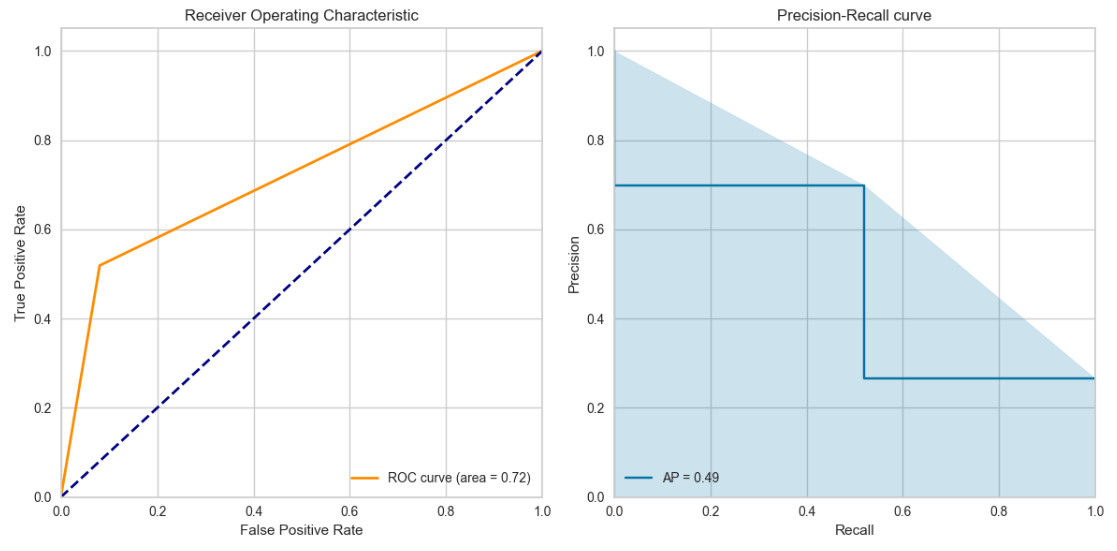 Receiver Operating Characteristic
1.0
0.8
0.6
0.4
0.2
0.0
True Positive Rate
0.0 0.2 0.4 0.6 0.8 1.0
False Positive Rate
ROC curve (area = 0.72)
Precision-Recall curve
1.0
0.8
0.6
0.4
0.2
0.0
Precision
0.0 0.2 0.4 0.6 0.8 1.0
Recall
AP = 0.49